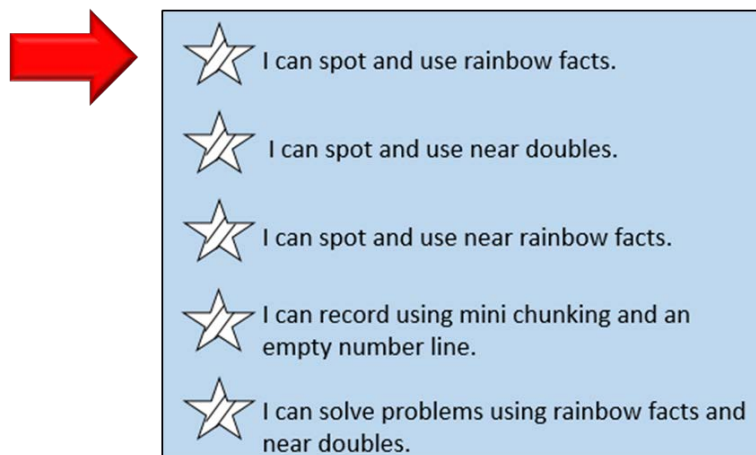 I can spot and use rainbow facts.
I can spot and use near doubles.
I can spot and use near rainbow facts.
I can record using mini chunking and an
empty number line.
I can solve problems using rainbow facts and
near doubles.